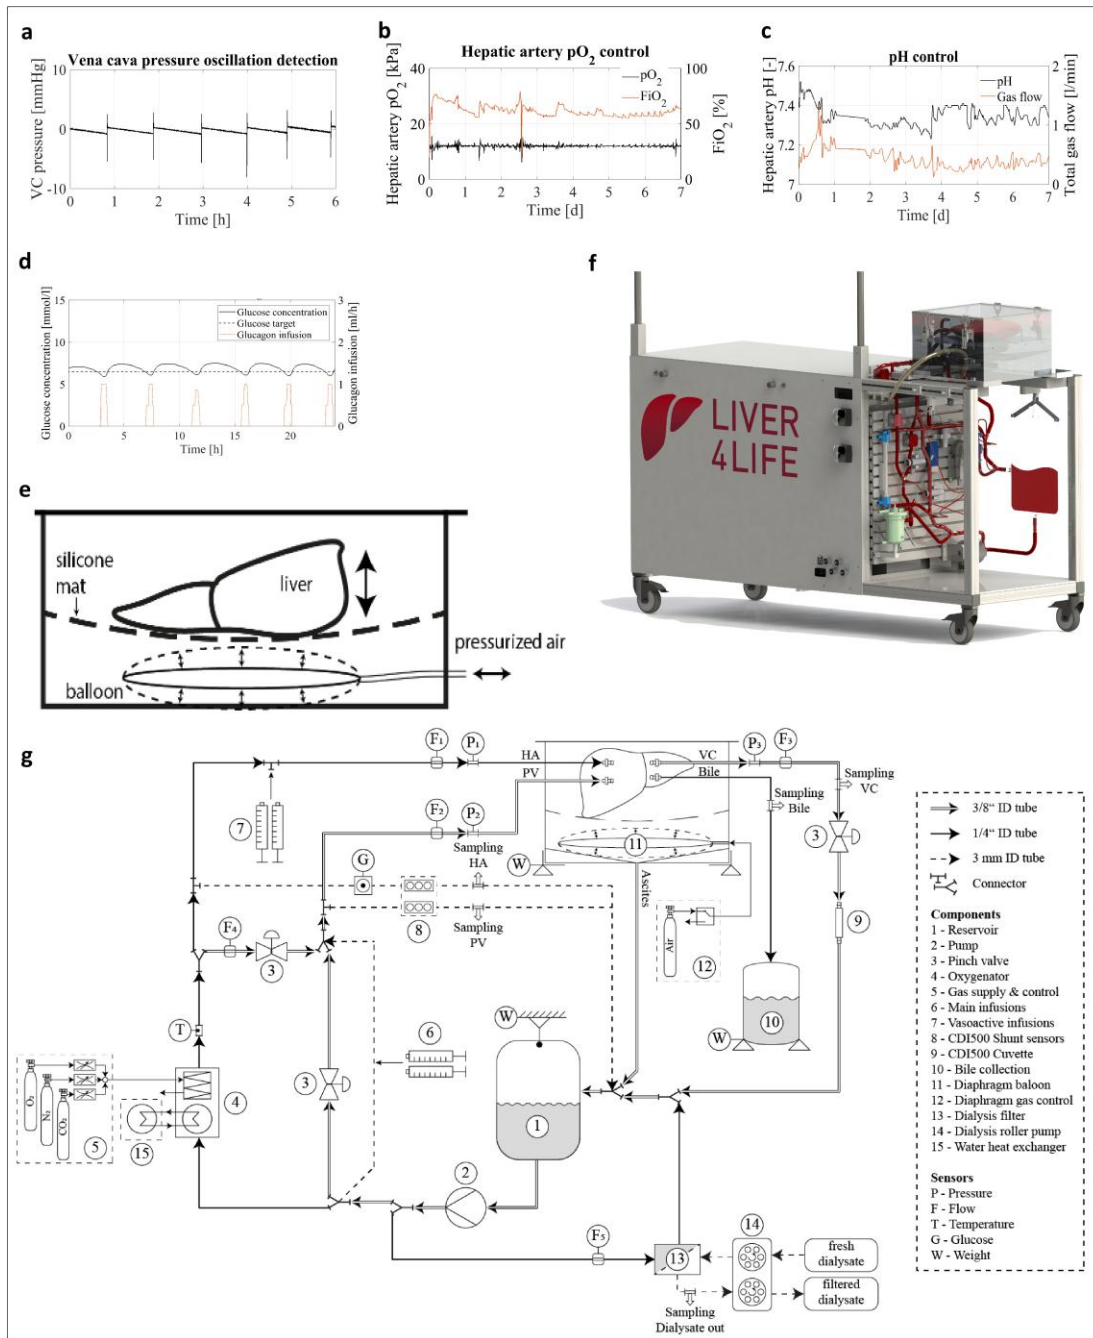 a
Vena cava pressure oscillation detection
VC pressure [mmHg]
10
0
-10
0 1 2 3 4 5 6
Time [h]
b
Hepatic artery pO2 control
Hepatic artery pO2 [kPa]
40
30
20
10
0
pO2
FiO2
100
50
0
FiO2 [%]
0 1 2 3 4 5 6 7
Time [d]
c
pH control
Hepatic artery pH [-]
7.6
7.4
7.2
7
pH
Gas flow
2
1
0
Total gas flow [l/min]
0 1 2 3 4 5 6 7
Time [d]
d
Glucose concentration [mmol/l]
15
10
5
0
Glucose concentration
Glucose target
Glucagon infusion
3
2
1
0
Glucagon infusion [ml/h]
0 5 10 15 20
Time [h]
e
silicone
mat
liver
pressurized air
balloon
f
LIVER
4LIFE
g
F1
P1
HA
VC
P3
F3
PV
Bile
Sampling
VC
Sampling
Bile
7
F2
P2
3
Sampling
HA
G
W
11
8
Sampling
PV
Ascites
9
F4
3
Air
12
T
W
6
10
W
3
O2
N2
CO2
4
5
15
1
2
F5
14
13
fresh
dialysate
filtered
dialysate
Sampling
Dialysate out
3/8“ ID tube
1/4“ ID tube
3 mm ID tube
Connector
Components
1 - Reservoir
2 - Pump
3 - Pinch valve
4 - Oxygenator
5 - Gas supply & control
6 - Main infusions
7 - Vasoactive infusions
8 - CDI500 Shunt sensors
9 - CDI500 Cuvette
10 - Bile collection
11 - Diaphragm baloon
12 - Diaphragm gas control
13 - Dialysis filter
14 - Dialysis roller pump
15 - Water heat exchanger
Sensors
P - Pressure
F - Flow
T - Temperature
G - Glucose
W - Weight